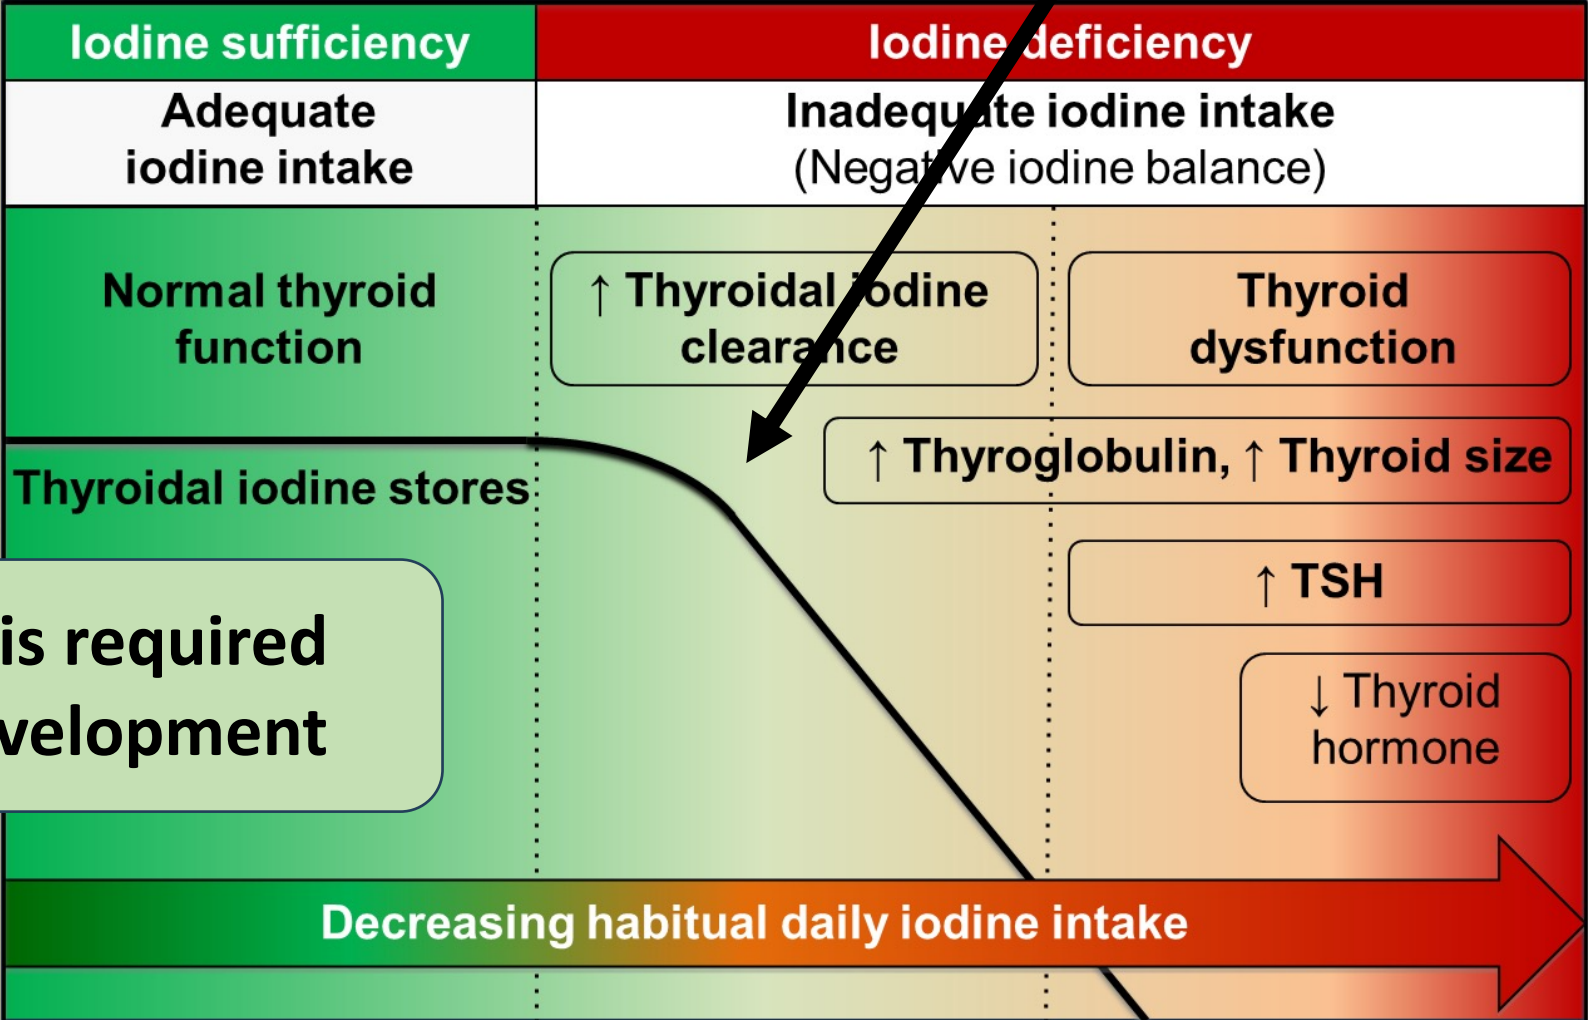 Iodine sufficiency
Iodine deficiency
Adequate
iodine intake
Inadequate iodine intake
(Negative iodine balance)
Normal thyroid
function
↑ Thyroidal iodine
clearance
Thyroid
dysfunction
↑ Thyroglobulin, ↑ Thyroid size
Thyroidal iodine stores
↑ TSH
is required
velopment
↓ Thyroid
hormone
Decreasing habitual daily iodine intake